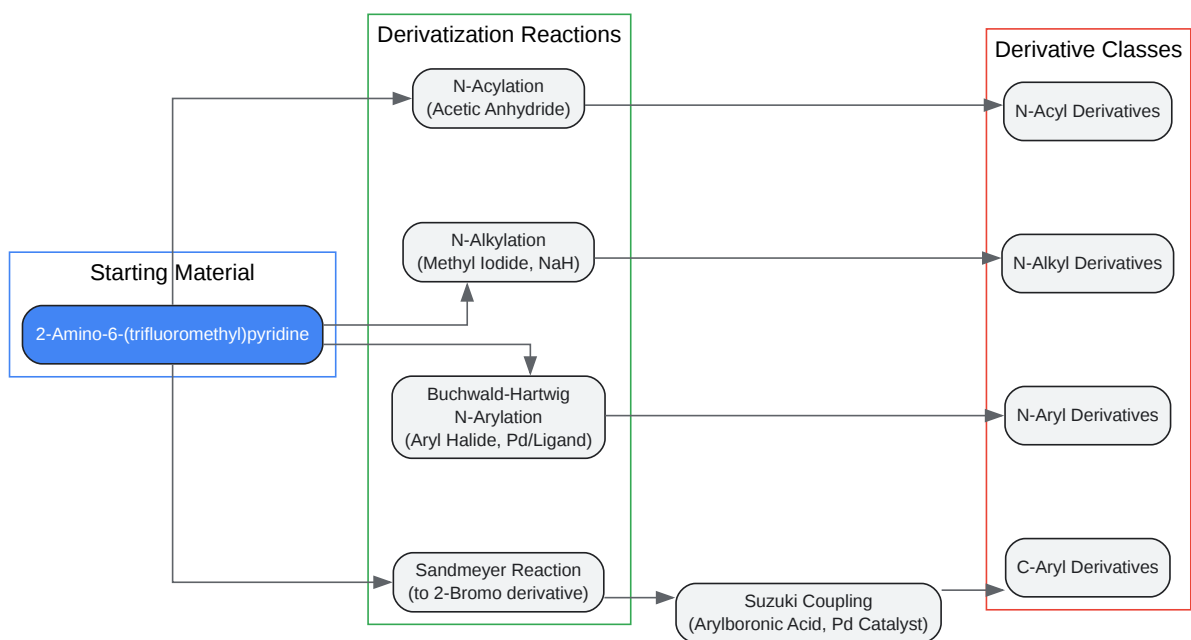 Starting Material
2-Amino-6-(trifluoromethyl)pyridine
Derivatization Reactions
N-Acylation
(Acetic Anhydride)
N-Alkylation
(Methyl Iodide, NaH)
Buchwald-Hartwig
N-Arylation
(Aryl Halide, Pd/Ligand)
Sandmeyer Reaction
(to 2-Bromo derivative)
Suzuki Coupling
(Arylboronic Acid, Pd Catalyst)
Derivative Classes
N-Acyl Derivatives
N-Alkyl Derivatives
N-Aryl Derivatives
C-Aryl Derivatives